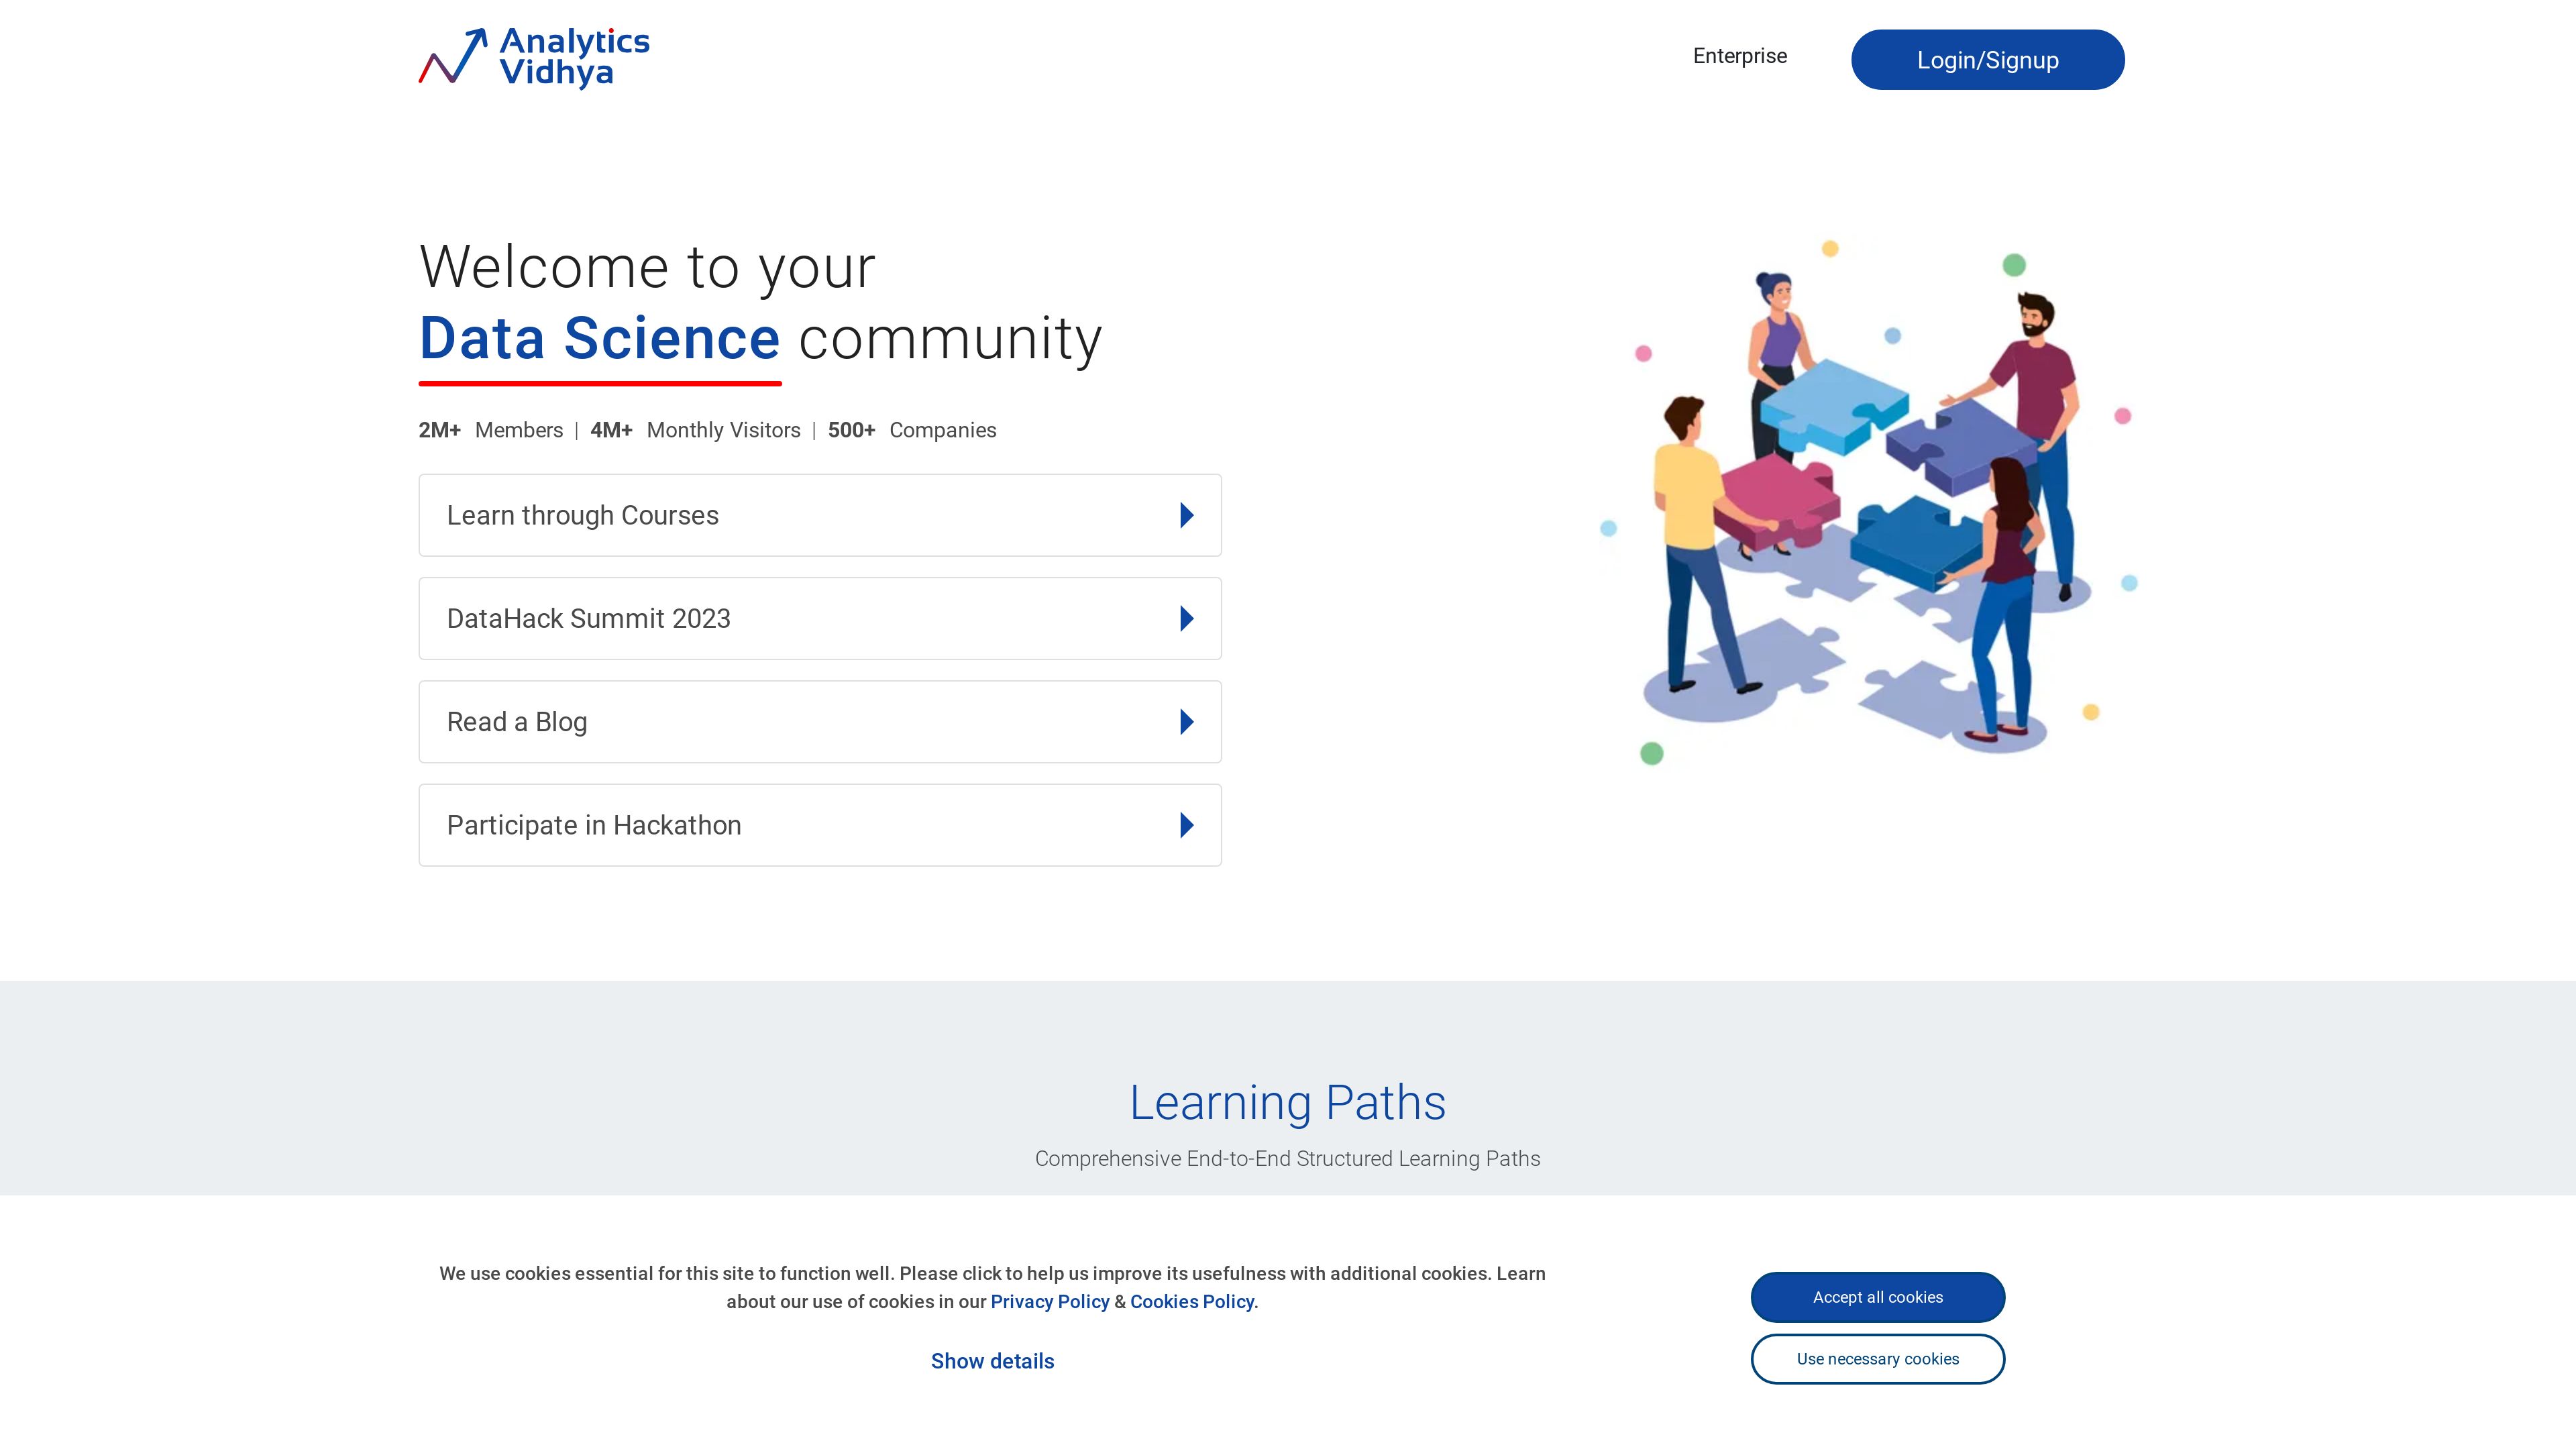 Analytics
Vidhya
Enterprise
Login/Signup
Welcome to your
Data Science community
2M+ Members | 4M+ Monthly Visitors | 500+ Companies
Learn through Courses
DataHack Summit 2023
Read a Blog
Participate in Hackathon
Learning Paths
Comprehensive End-to-End Structured Learning Paths
We use cookies essential for this site to function well. Please click to help us improve its usefulness with additional cookies. Learn
about our use of cookies in our Privacy Policy & Cookies Policy.
Show details
Accept all cookies
Use necessary cookies